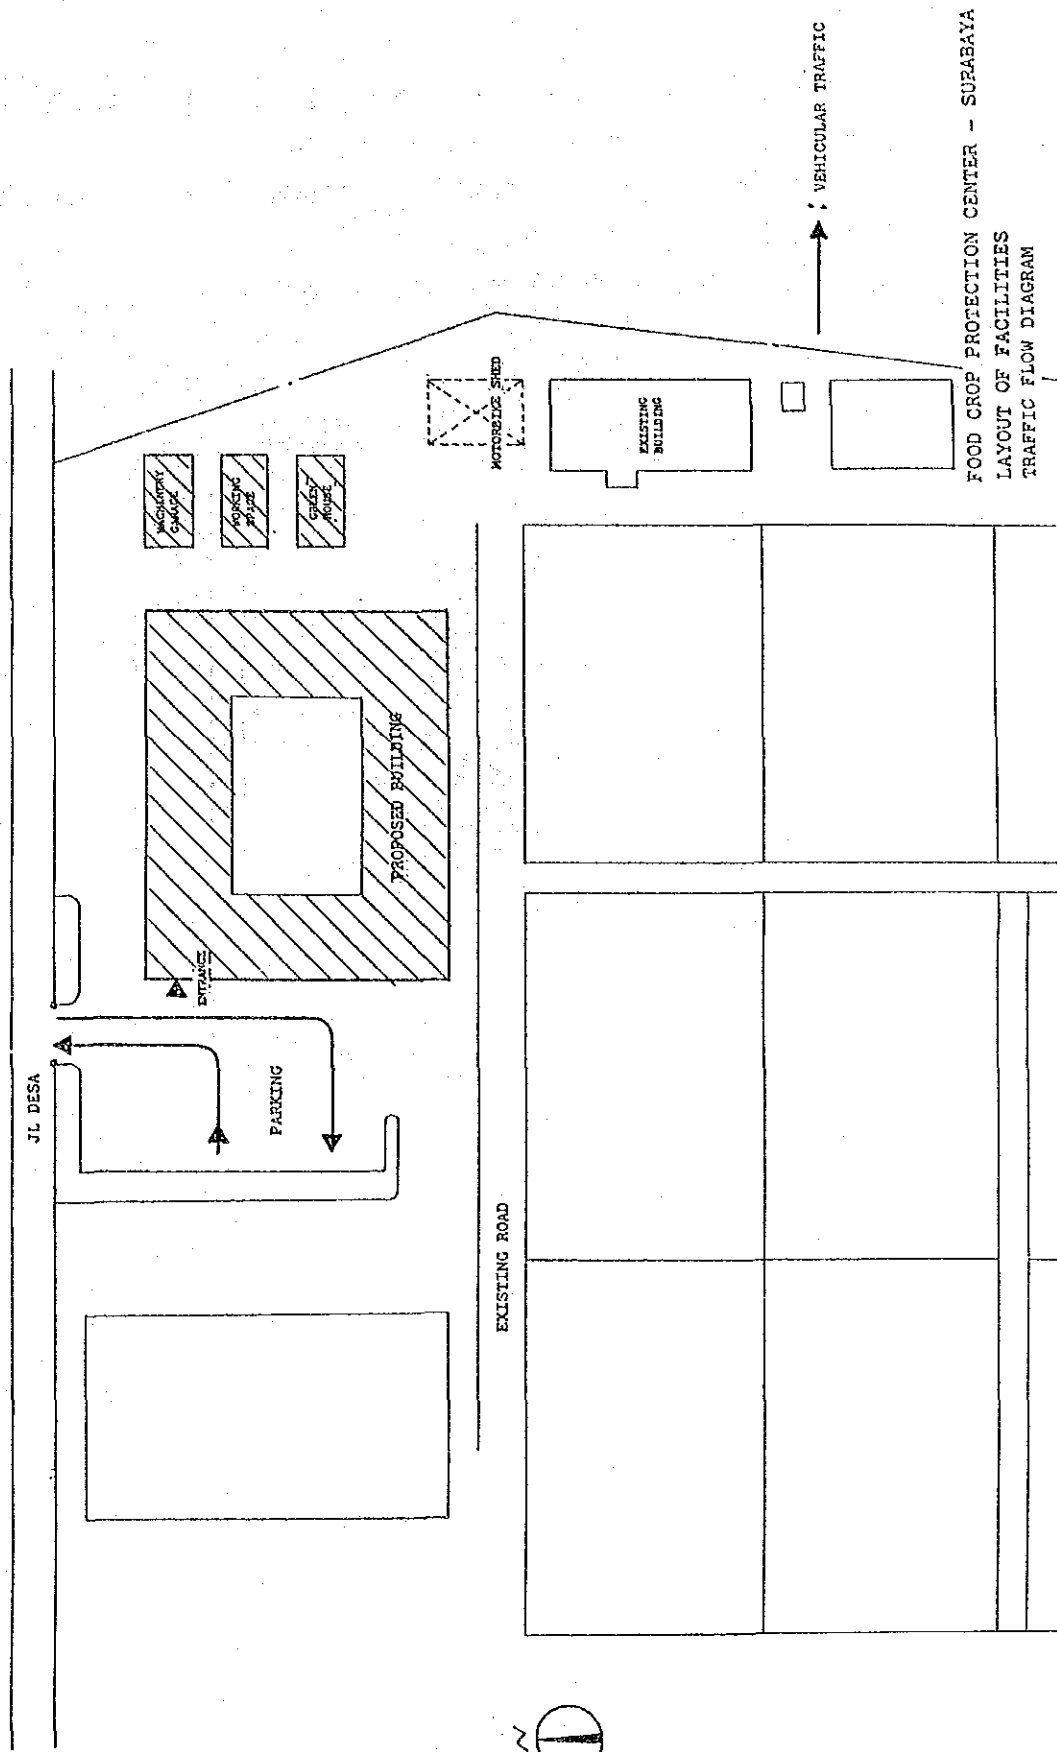 JL DESA
MACHINERY
GARAGE
WORKING
SPACE
GREEN
HOUSE
ENTRANCE
PARKING
PROPOSED BUILDING
MOTORBIKE SHED
EXISTING
BUILDING
EXISTING ROAD
N
: VEHICULAR TRAFFIC
FOOD CROP PROTECTION CENTER - SURABAYA
LAYOUT OF FACILITIES
TRAFFIC FLOW DIAGRAM